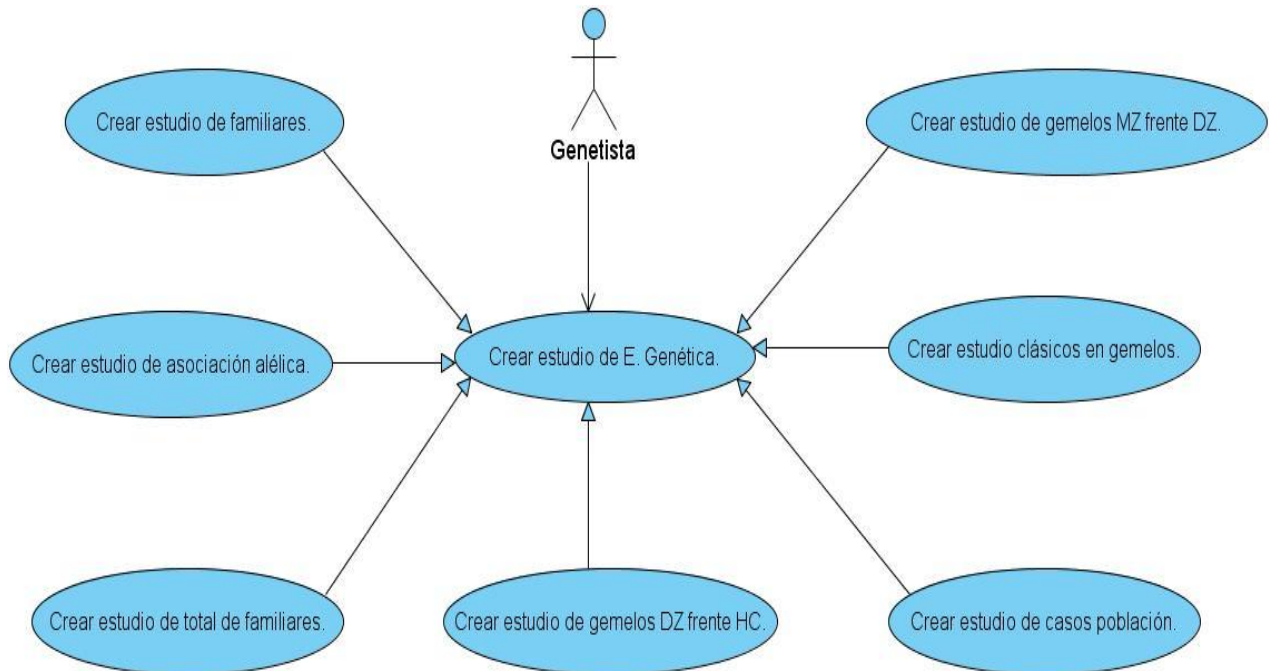 Crear estudio de familiares.
Crear estudio de gemelos MZ frente DZ.
Genetista
Crear estudio de asociación alélica.
Crear estudio de E. Genética.
Crear estudio clásicos en gemelos.
Crear estudio de total de familiares.
Crear estudio de gemelos DZ frente HC.
Crear estudio de casos población.